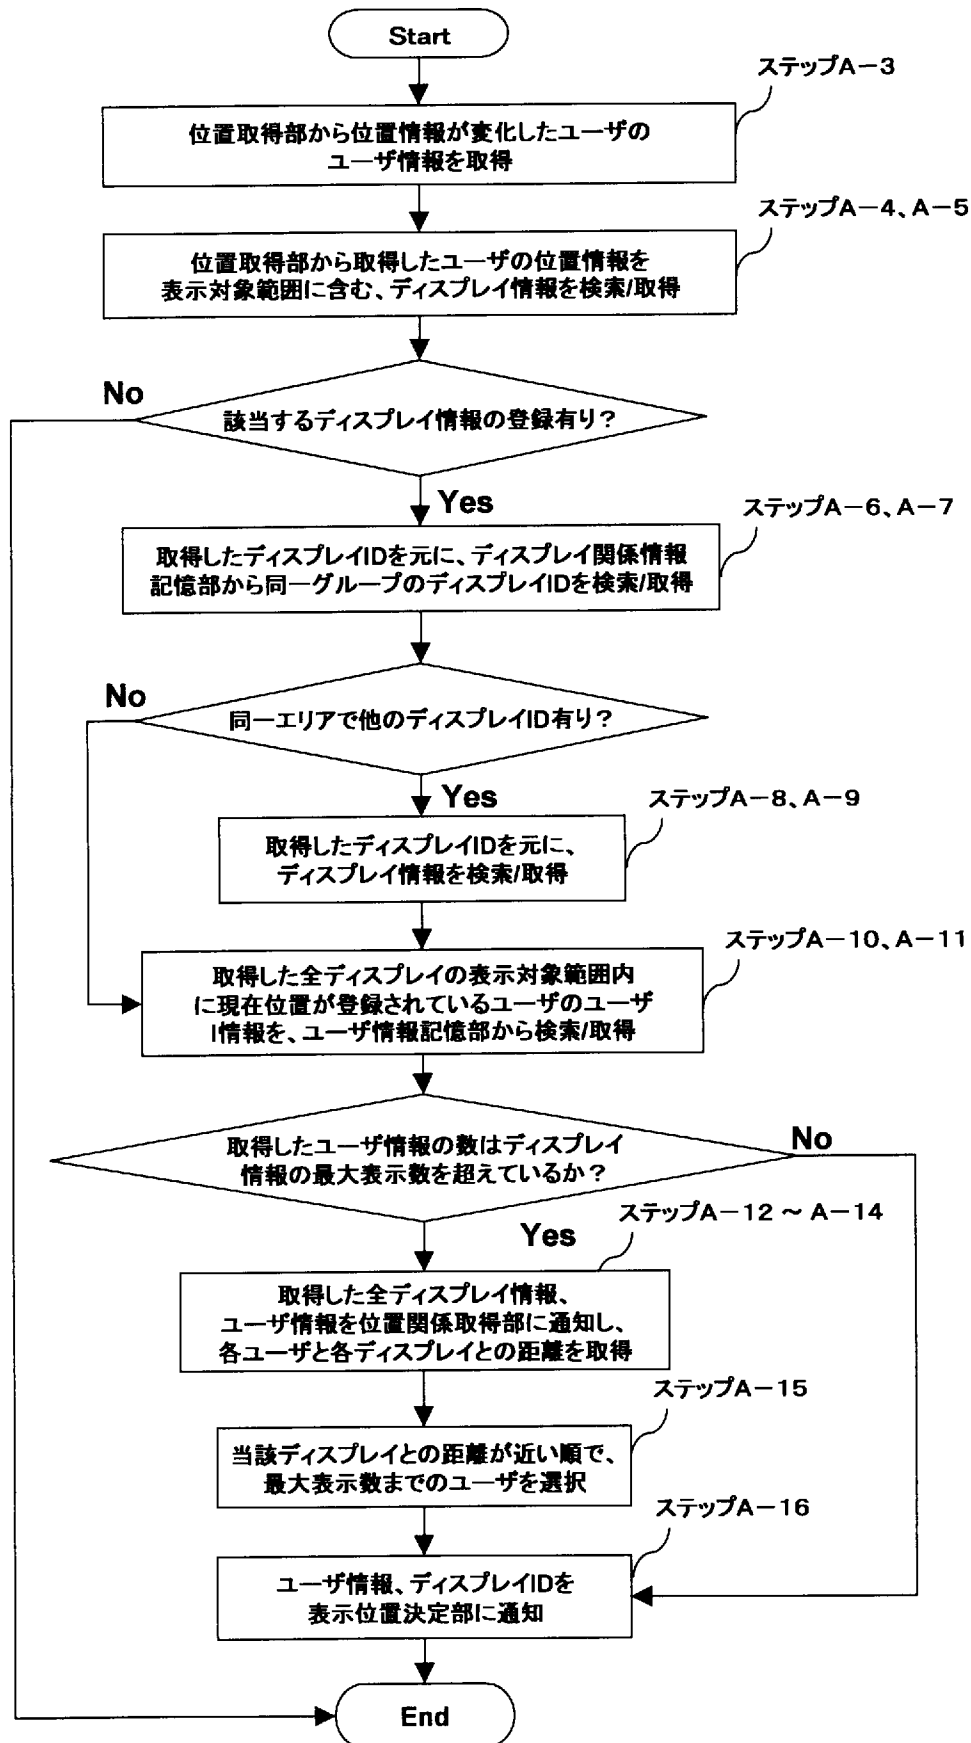 Start
ステップA－3
位置取得部から位置情報が変化したユーザの
ユーザ情報を取得
ステップA－4、A－5
位置取得部から取得したユーザの位置情報を
表示対象範囲に含む、ディスプレイ情報を検索/取得
No
該当するディスプレイ情報の登録有り？
Yes
ステップA－6、A－7
取得したディスプレイIDを元に、ディスプレイ関係情報
記憶部から同一グループのディスプレイIDを検索/取得
No
同一エリアで他のディスプレイID有り？
Yes
ステップA－8、A－9
取得したディスプレイIDを元に、
ディスプレイ情報を検索/取得
ステップA－10、A－11
取得した全ディスプレイの表示対象範囲内
に現在位置が登録されているユーザのユーザ
I情報を、ユーザ情報記憶部から検索/取得
取得したユーザ情報の数はディスプレイ
情報の最大表示数を超えているか？
No
Yes
ステップA－12 ～ A－14
取得した全ディスプレイ情報、
ユーザ情報を位置関係取得部に通知し、
各ユーザと各ディスプレイとの距離を取得
ステップA－15
当該ディスプレイとの距離が近い順で、
最大表示数までのユーザを選択
ステップA－16
ユーザ情報、ディスプレイIDを
表示位置決定部に通知
End